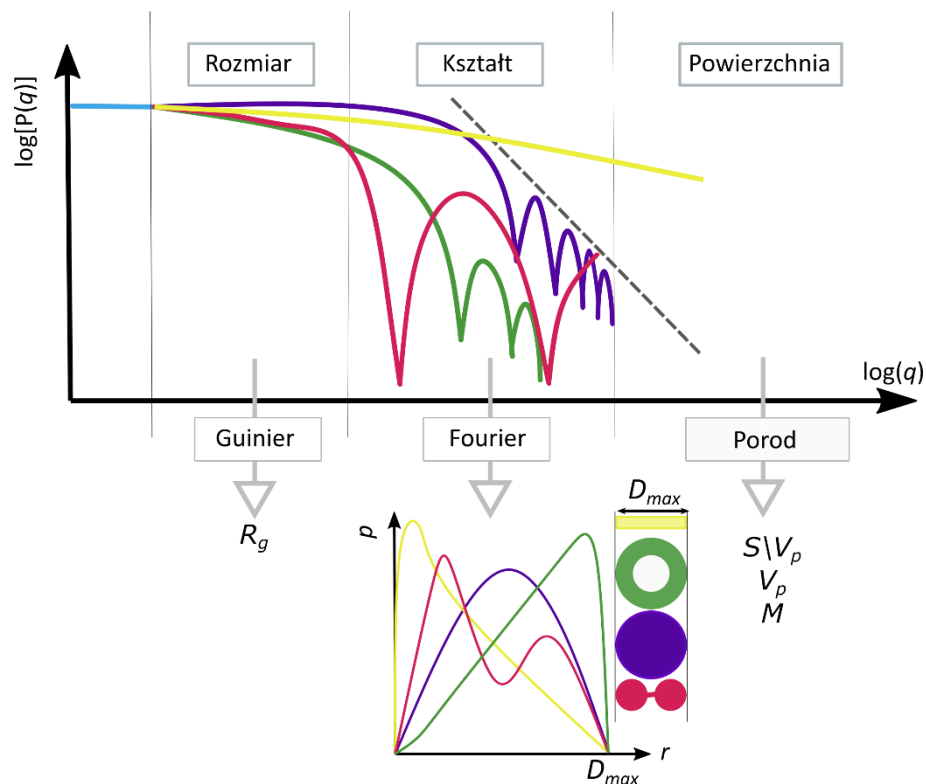 Rozmiar
Kształt
Powierzchnia
log[P(q)]
log(q)
Guinier
Fourier
Porod
R_g
D_max
S\V_p
V_p
M
p
r
D_max